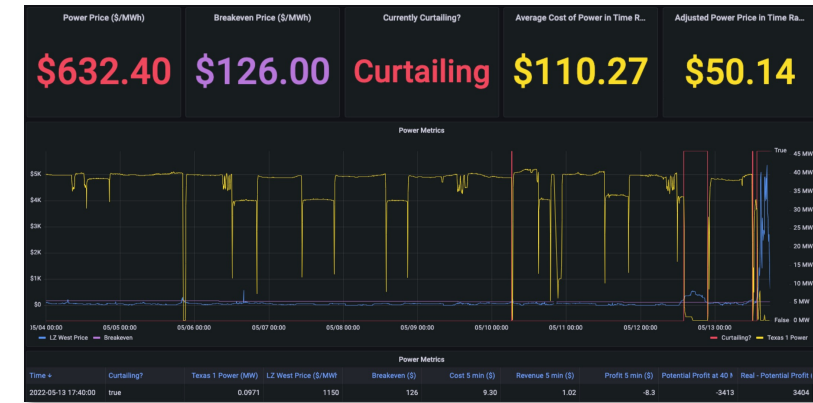 Power Price ($/MWh)
Breakeven Price ($/MWh)
Currently Curtailing?
Average Cost of Power in Time R...
Adjusted Power Price in Time Ra...
$632.40
$126.00
Curtailing
$110.27
$50.14
Power Metrics
True
45 MW
$5K
40 MW
35 MW
$4K
30 MW
$3K
25 MW
$2K
20 MW
15 MW
$1K
10 MW
$0
5 MW
False 0 MW
05/04 00:00
05/05 00:00
05/06 00:00
05/07 00:00
05/08 00:00
05/09 00:00
05/10 00:00
05/11 00:00
05/12 00:00
05/13 00:00
LZ West Price
Breakeven
Curtailing?
Texas 1 Power
Power Metrics
Time ↓ Curtailing? Texas 1 Power (MW) LZ West Price ($/MWh Breakeven ($) Cost 5 min ($) Revenue 5 min ($) Profit 5 min ($) Potential Profit at 40 M Real - Potential Profit (
2022-05-13 17:40:00 true 0.0971 1150 126 9.30 1.02 -8.3 -3413 3404